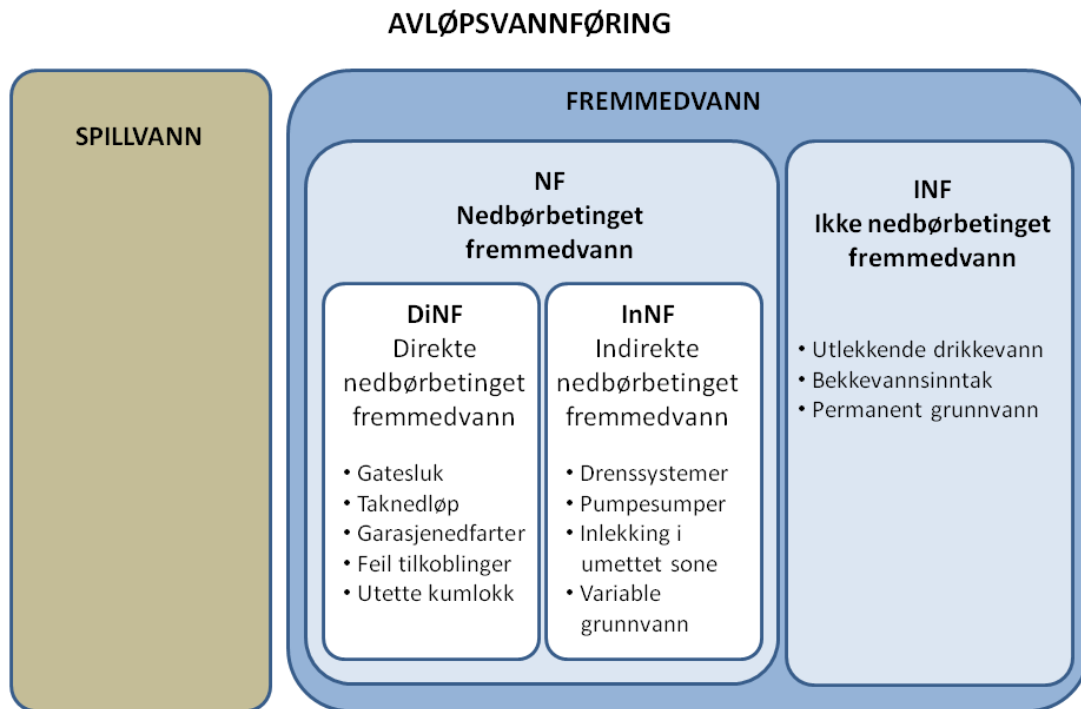 AVLØPSVANNFØRING
SPILLVANN
FREMMEDVANN
NF
Nedbørbetinget
fremmedvann
DiNF
Direkte
nedbørbetinget
fremmedvann
• Gatesluk
• Taknedløp
• Garasjenedfarter
• Feil tilkoblinger
• Utette kumlokk
InNF
Indirekte
nedbørbetinget
fremmedvann
• Drenssystemer
• Pumpesumper
• Inlekking i
umettet sone
• Variable
grunnvann
INF
Ikke nedbørbetinget
fremmedvann
• Utlekkende drikkevann
• Bekkevannsinntak
• Permanent grunnvann